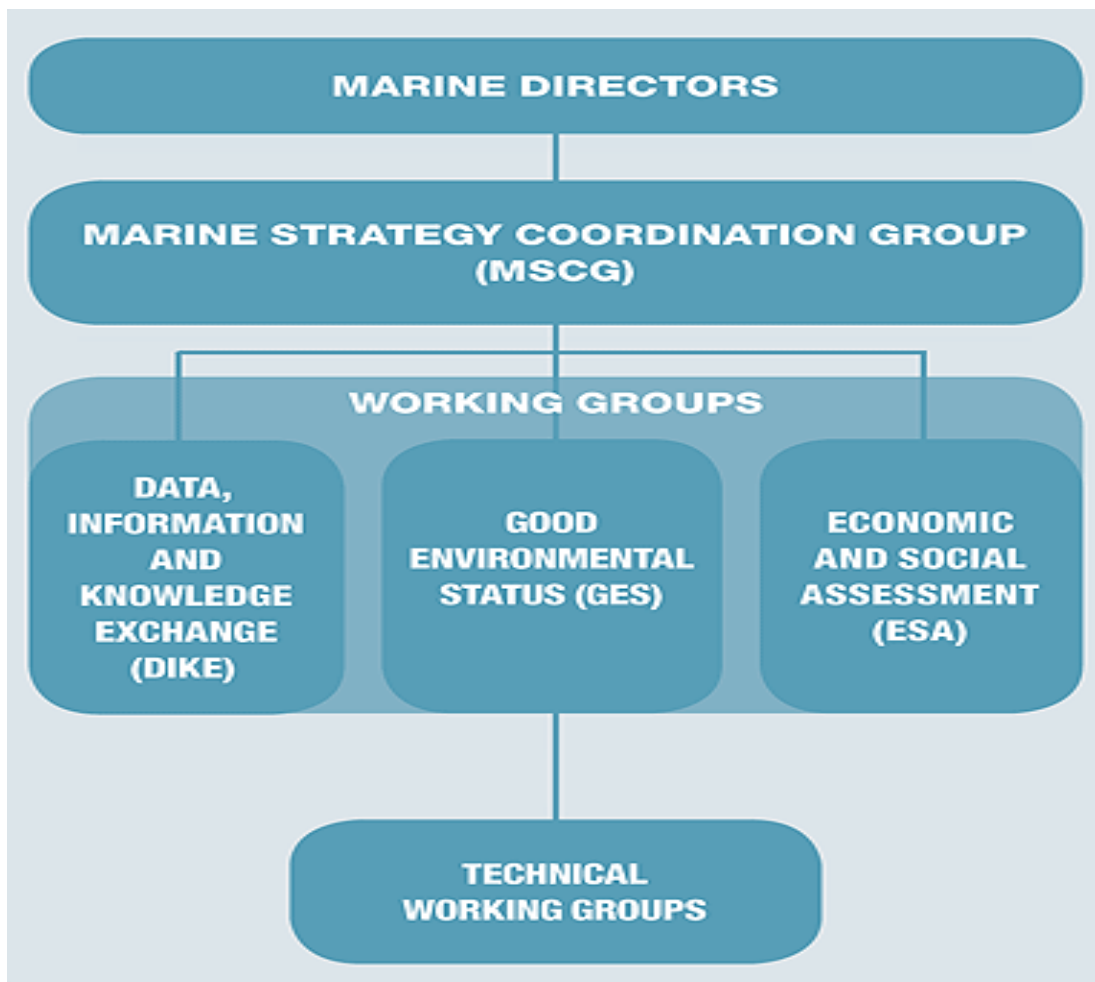 MARINE DIRECTORS
MARINE STRATEGY COORDINATION GROUP
(MSCG)
WORKING GROUPS
DATA,
INFORMATION
AND
KNOWLEDGE
EXCHANGE
(DIKE)
GOOD
ENVIRONMENTAL
STATUS (GES)
ECONOMIC
AND SOCIAL
ASSESSMENT
(ESA)
TECHNICAL
WORKING GROUPS